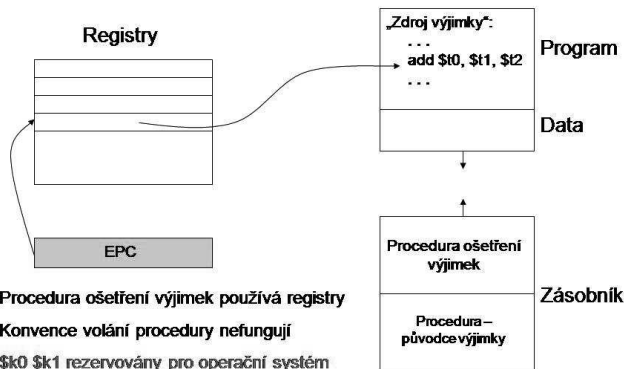 Registry
„Zdroj výjimky“:
. . .
add $t0, $t1, $t2
. . .
Program
Data
EPC
Procedura ošetření
výjimek
Zásobník
Procedura –
původce výjimky
Procedura ošetření výjimek používá registry
Konvence volání procedury nefungují
$k0 $k1 rezervovány pro operační systém